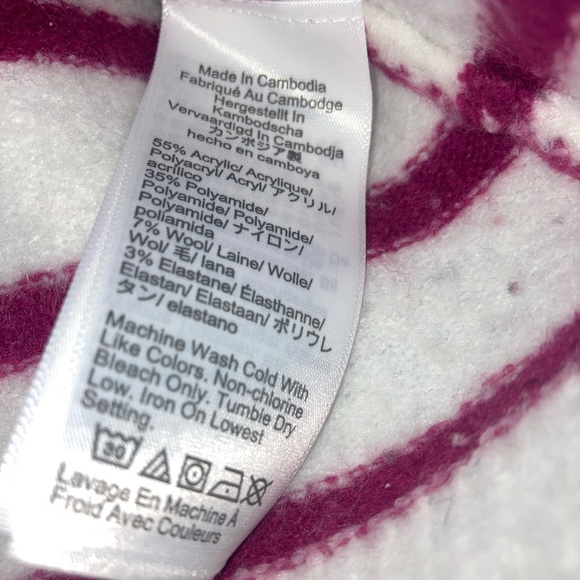 Made In Cambodia
Fabriqué Au Cambodge
Hergestellt In
Kambodscha
Vervaardigd In Cambodja
カンボジア製
hecho en camboya
55% Acrylic/ Acrylique/
Polyacryl/ Acryl/ アクリル/
acrílico
35% Polyamide/
Polyamide/ Polyamid/
Polyamide/ ナイロン/
poliamida
7% Wool/ Laine/ Wolle/
Wol/ 毛/ lana
3% Elastane/ Élasthanne/
Elastan/ Elastaan/ ポリウレ
タン/ elastano
Machine Wash Cold With
Like Colors. Non-chlorine
Bleach Only. Tumble Dry
Low. Iron On Lowest
Setting.
30
Lavage En Machine À
Froid Avec Couleurs